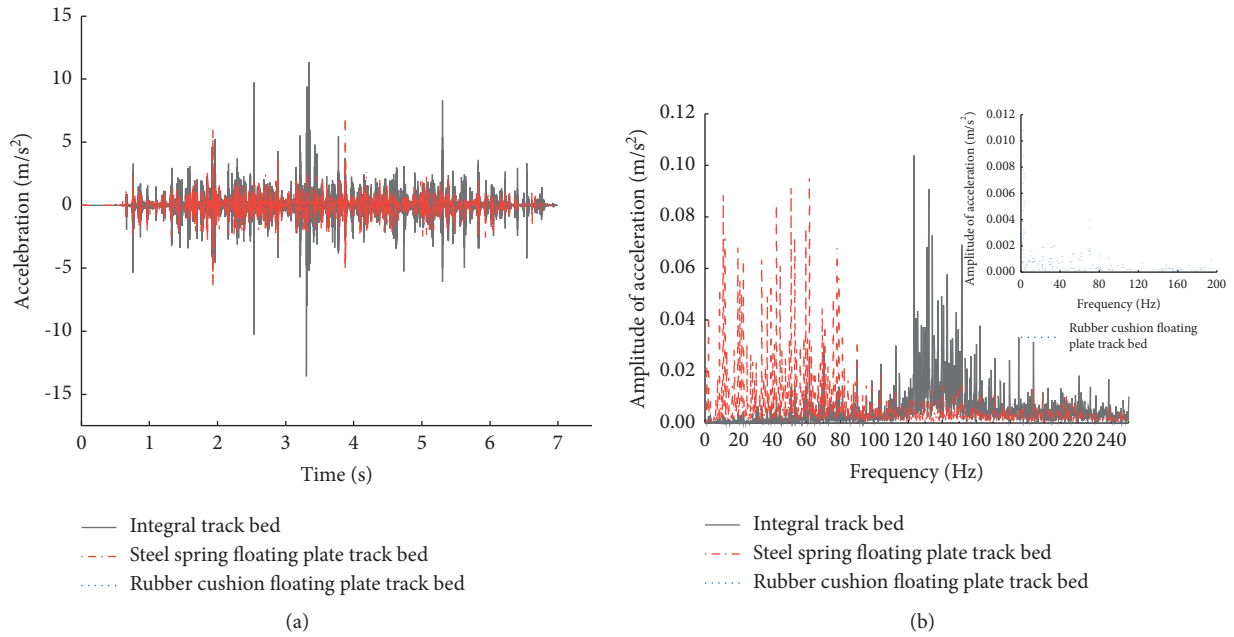 15
10
5
0
-5
-10
-15
Accelebration (m/s²)
0 1 2 3 4 5 6 7
Time (s)
Integral track bed
Steel spring floating plate track bed
Rubber cushion floating plate track bed
(a)
0.12
0.10
0.08
0.06
0.04
0.02
0.00
Amplitude of acceleration (m/s²)
0 20 40 60 80 100 120 140 160 180 200 220 240
Frequency (Hz)
0.012
0.010
0.008
0.006
0.004
0.002
0.000
Amplitude of acceleration (m/s²)
0 40 80 120 160 200
Frequency (Hz)
Rubber cushion floating
plate track bed
Integral track bed
Steel spring floating plate track bed
Rubber cushion floating plate track bed
(b)